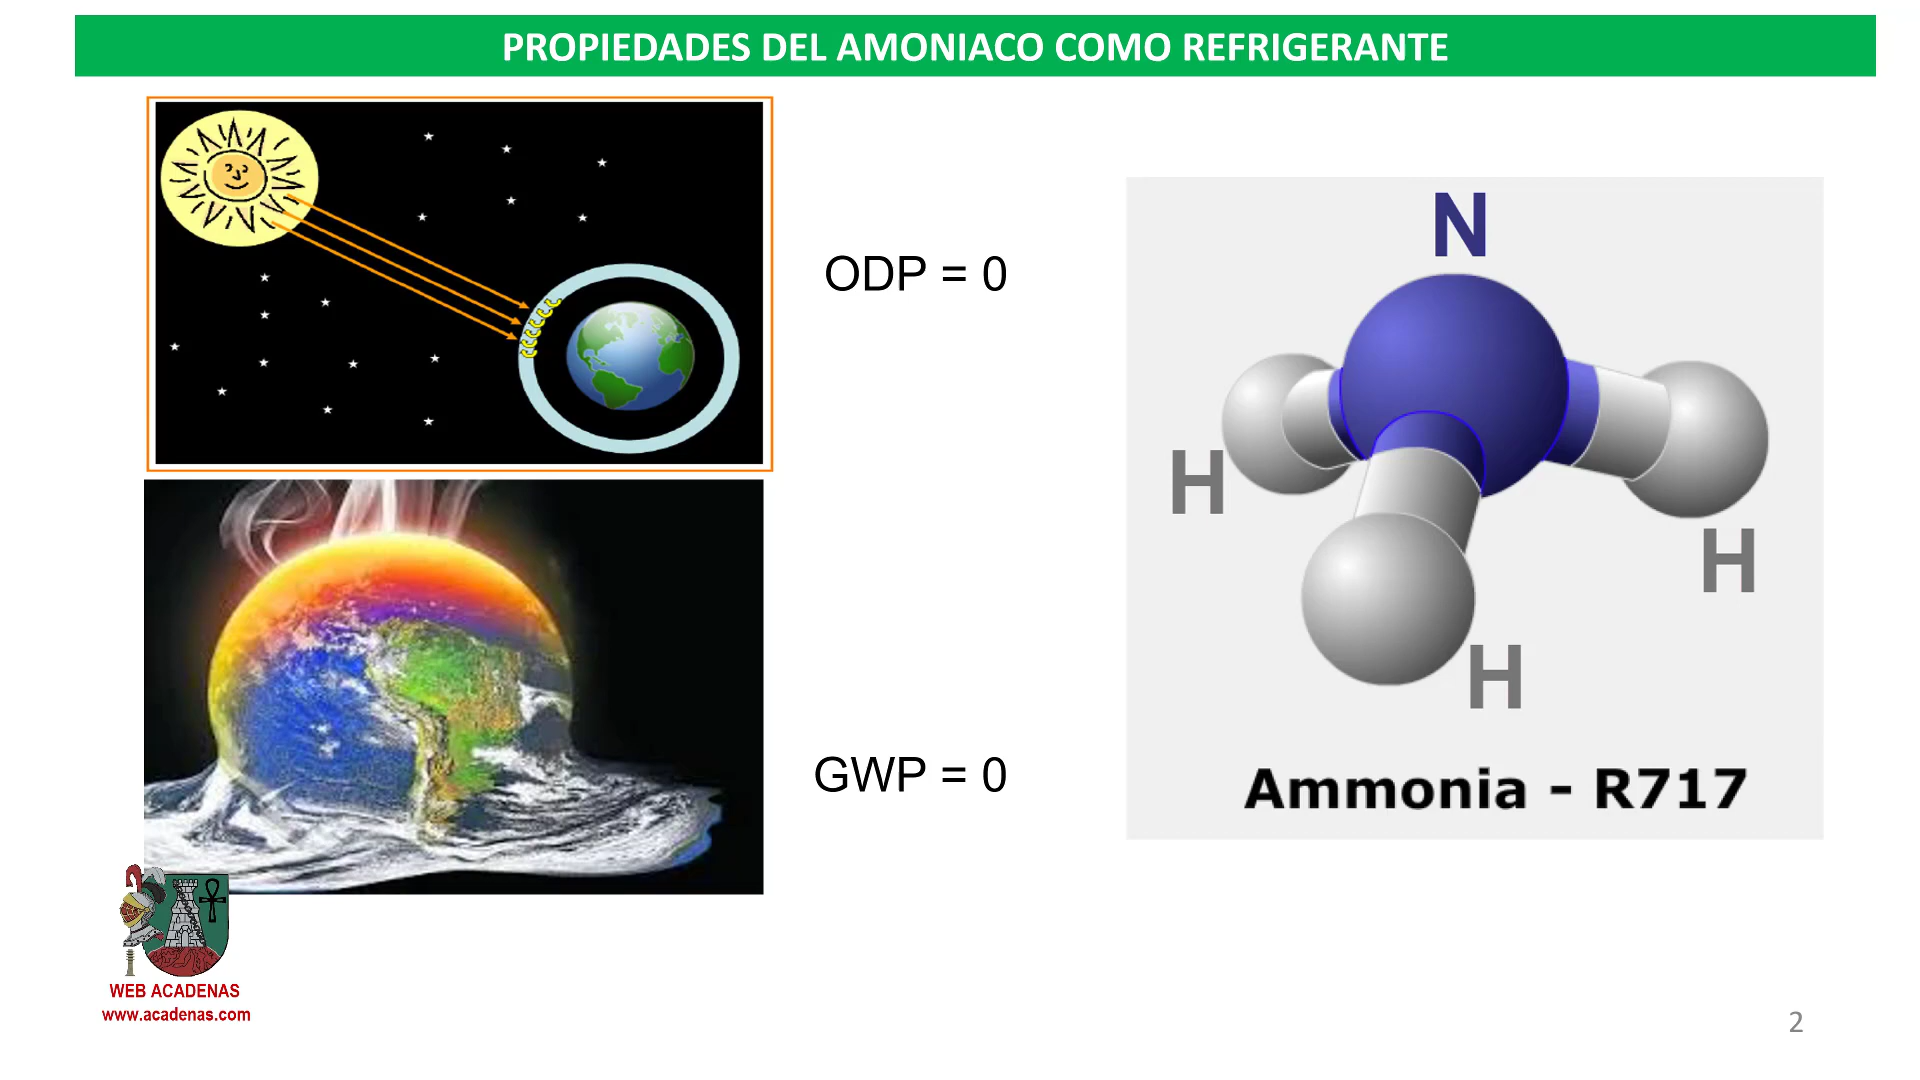 PROPIEDADES DEL AMONIACO COMO REFRIGERANTE
ODP = 0
GWP = 0
N
H
H
H
Ammonia - R717
WEB ACADENAS
www.acadenas.com
2